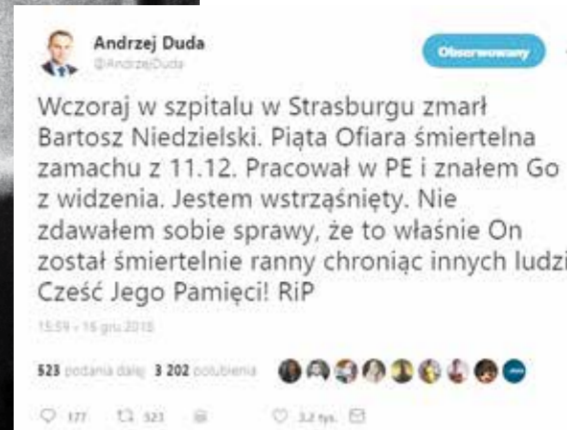 Andrzej Duda
@AndrzejDuda
Obserwowany
Wczoraj w szpitalu w Strasburgu zmarł
Bartosz Niedzielski. Piąta Ofiara śmiertelna
zamachu z 11.12. Pracował w PE i znałem Go
z widzenia. Jestem wstrząśnięty. Nie
zdawałem sobie sprawy, że to właśnie On
został śmiertelnie ranny chroniąc innych ludzi
Cześć Jego Pamięci! RiP
15:59 - 16 gru 2018
523 podania dalej 3 202 polubienia
177 523 3,2 tys.